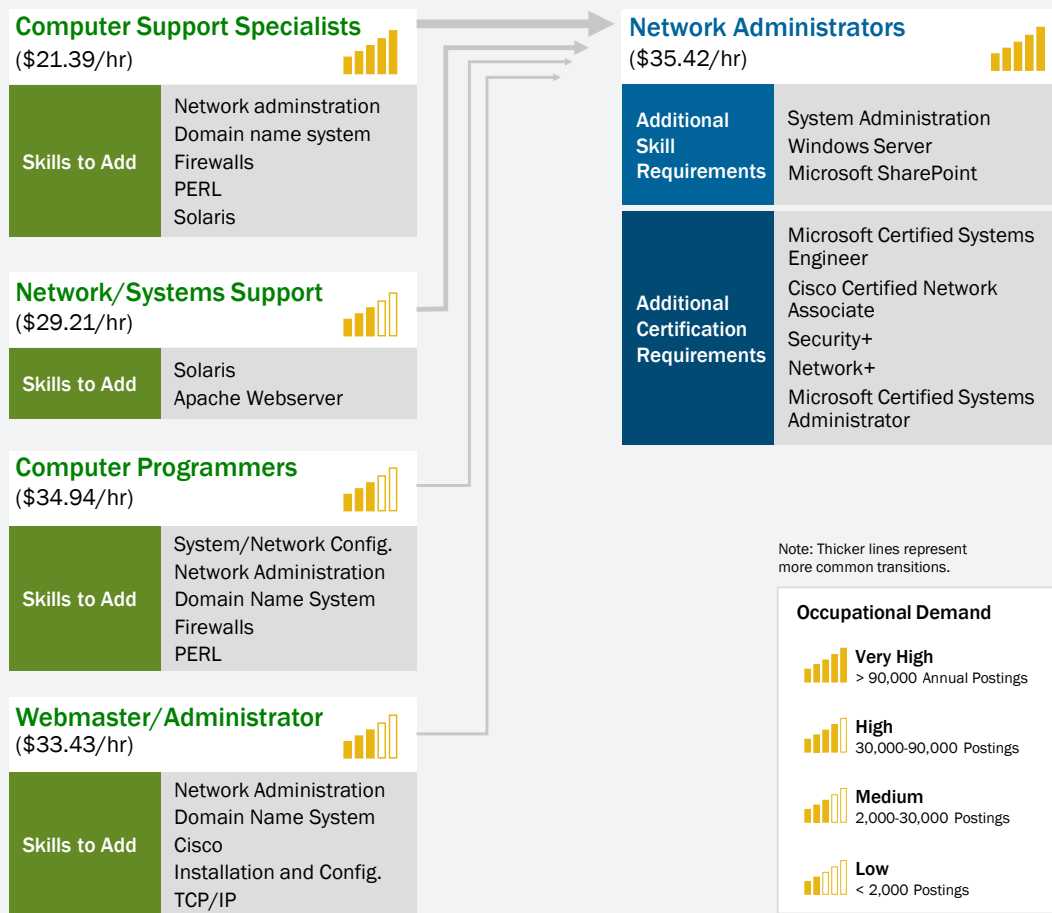 Computer Support Specialists
($21.39/hr)
Skills to Add
Network adminstration
Domain name system
Firewalls
PERL
Solaris
Network/Systems Support
($29.21/hr)
Skills to Add
Solaris
Apache Webserver
Computer Programmers
($34.94/hr)
Skills to Add
System/Network Config.
Network Administration
Domain Name System
Firewalls
PERL
Webmaster/Administrator
($33.43/hr)
Skills to Add
Network Administration
Domain Name System
Cisco
Installation and Config.
TCP/IP
Network Administrators
($35.42/hr)
Additional
Skill
Requirements
System Administration
Windows Server
Microsoft SharePoint
Additional
Certification
Requirements
Microsoft Certified Systems
Engineer
Cisco Certified Network
Associate
Security+
Network+
Microsoft Certified Systems
Administrator
Note: Thicker lines represent
more common transitions.
Occupational Demand
Very High
> 90,000 Annual Postings
High
30,000-90,000 Postings
Medium
2,000-30,000 Postings
Low
< 2,000 Postings